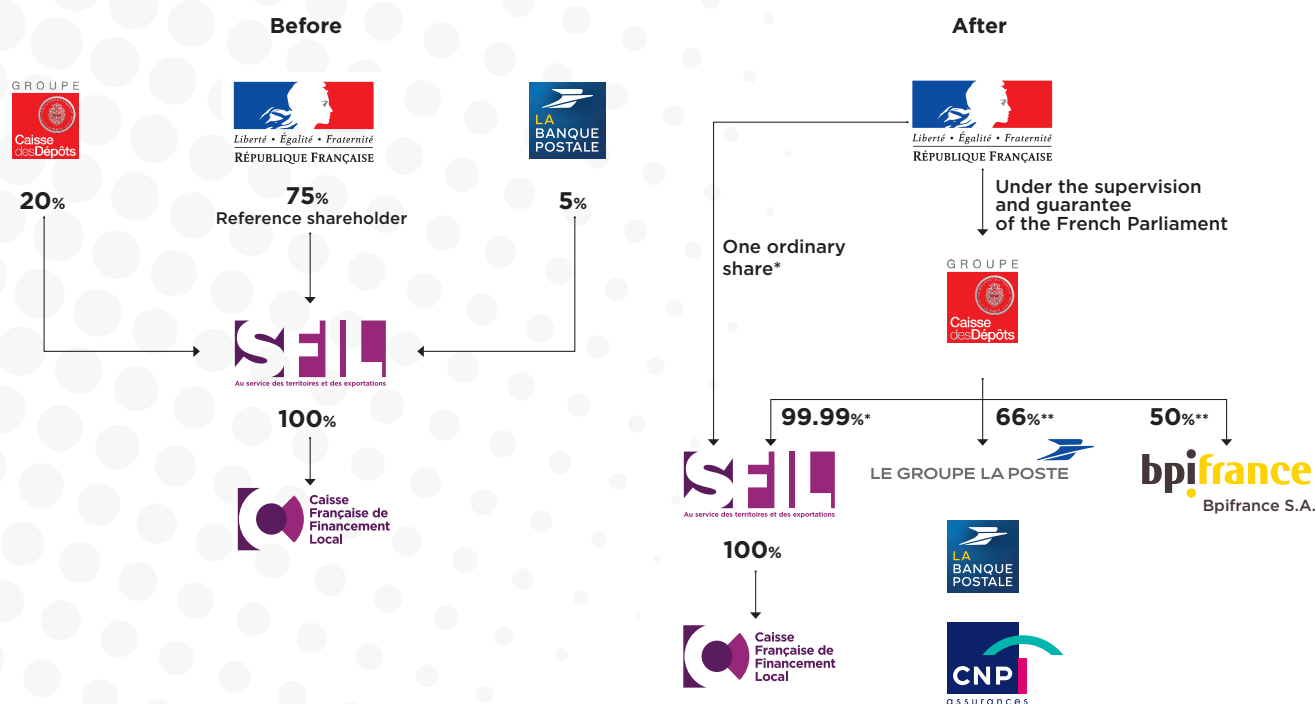 Before
GROUPE
Caisse
desDépôts
20%
Liberté • Égalité • Fraternité
RÉPUBLIQUE FRANÇAISE
75%
Reference shareholder
LA
BANQUE
POSTALE
5%
SFIL
Au service des territoires et des exportations
100%
Caisse
Française de
Financement
Local
After
Liberté • Égalité • Fraternité
RÉPUBLIQUE FRANÇAISE
Under the supervision
and guarantee
of the French Parliament
One ordinary
share*
GROUPE
Caisse
desDépôts
99.99%*
66%**
50%**
SFIL
Au service des territoires et des exportations
LE GROUPE LA POSTE
bpifrance
Bpifrance S.A.
100%
Caisse
Française de
Financement
Local
LA
BANQUE
POSTALE
CNP
assurances